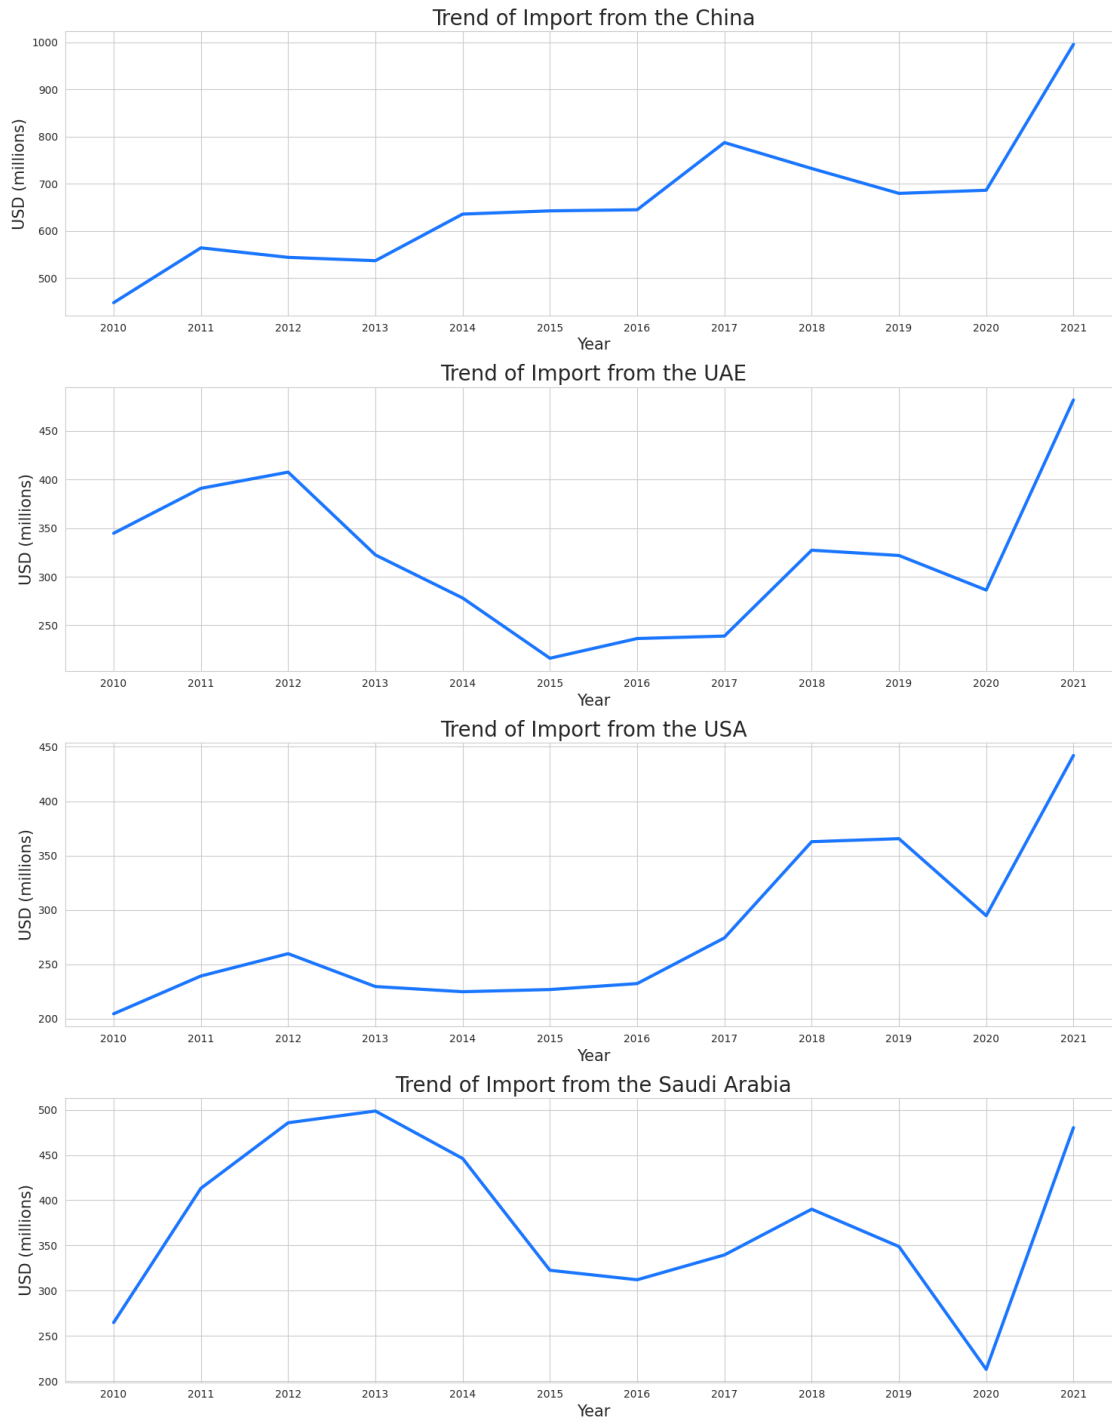 Trend of Import from the China
1000
900
800
700
600
500
USD (millions)
2010 2011 2012 2013 2014 2015 2016 2017 2018 2019 2020 2021
Year
Trend of Import from the UAE
450
400
350
300
250
USD (millions)
2010 2011 2012 2013 2014 2015 2016 2017 2018 2019 2020 2021
Year
Trend of Import from the USA
450
400
350
300
250
200
USD (millions)
2010 2011 2012 2013 2014 2015 2016 2017 2018 2019 2020 2021
Year
Trend of Import from the Saudi Arabia
500
450
400
350
300
250
200
USD (millions)
2010 2011 2012 2013 2014 2015 2016 2017 2018 2019 2020 2021
Year